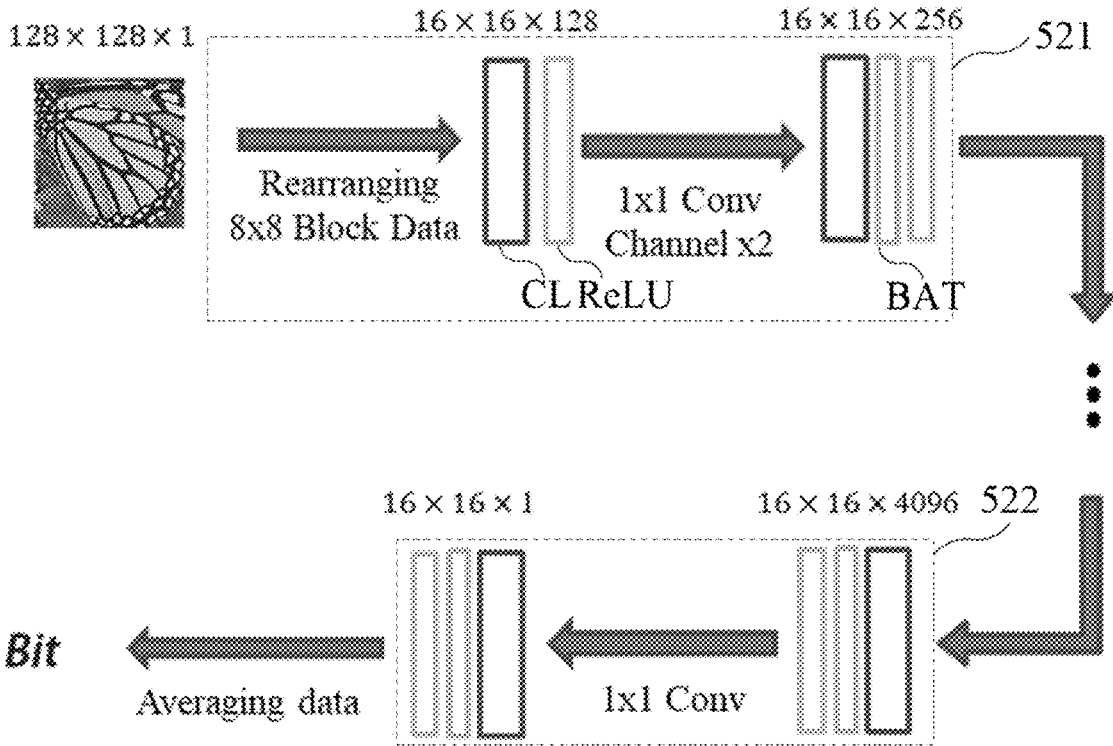 128 × 128 × 1
16 × 16 × 128
16 × 16 × 256
521
Rearranging
8x8 Block Data
1x1 Conv
Channel x2
CL ReLU
BAT
16 × 16 × 1
16 × 16 × 4096
522
Bit
Averaging data
1x1 Conv